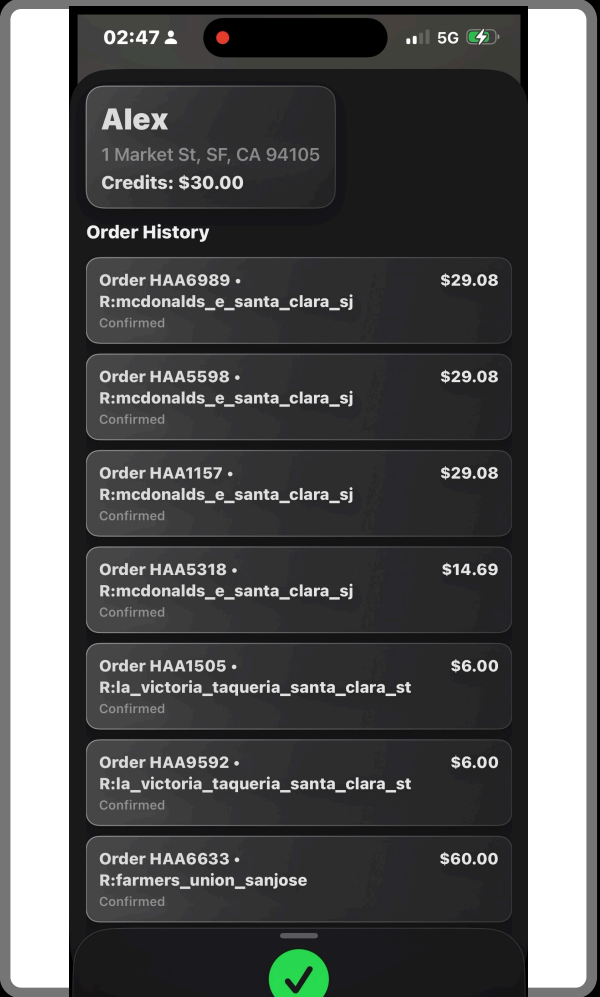 02:47
5G
Alex
1 Market St, SF, CA 94105
Credits: $30.00
Order History
Order HAA6989 • $29.08
R:mcdonalds_e_santa_clara_sj
Confirmed
Order HAA5598 • $29.08
R:mcdonalds_e_santa_clara_sj
Confirmed
Order HAA1157 • $29.08
R:mcdonalds_e_santa_clara_sj
Confirmed
Order HAA5318 • $14.69
R:mcdonalds_e_santa_clara_sj
Confirmed
Order HAA1505 • $6.00
R:la_victoria_taqueria_santa_clara_st
Confirmed
Order HAA9592 • $6.00
R:la_victoria_taqueria_santa_clara_st
Confirmed
Order HAA6633 • $60.00
R:farmers_union_sanjose
Confirmed